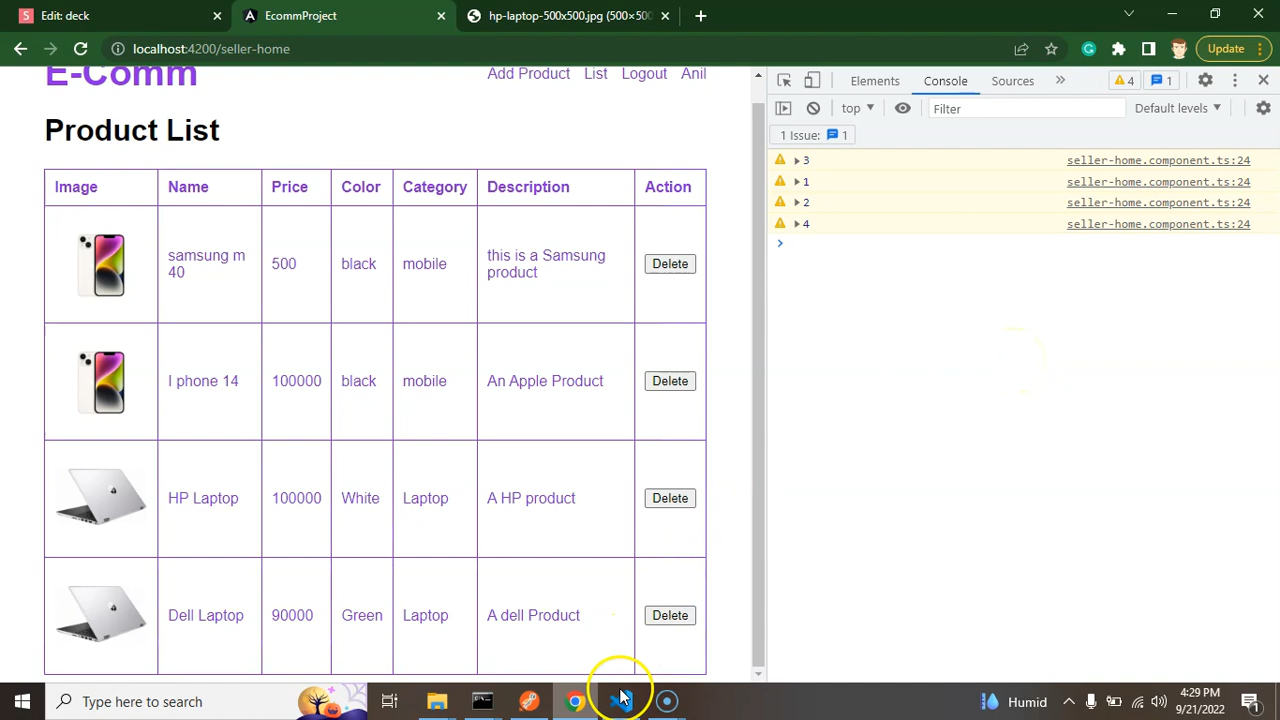 Edit: deck
EcommProject
hp-laptop-500x500.jpg (500×500
localhost:4200/seller-home
Update
E-Comm
Add Product List Logout Anil
Product List
Image Name Price Color Category Description Action
samsung m 40 500 black mobile this is a Samsung product Delete
I phone 14 100000 black mobile An Apple Product Delete
HP Laptop 100000 White Laptop A HP product Delete
Dell Laptop 90000 Green Laptop A dell Product Delete
Elements Console Sources 4 1
top Filter Default levels
1 Issue: 1
3 seller-home.component.ts:24
1 seller-home.component.ts:24
2 seller-home.component.ts:24
4 seller-home.component.ts:24
Type here to search
Humid
4:29 PM
9/21/2022
1